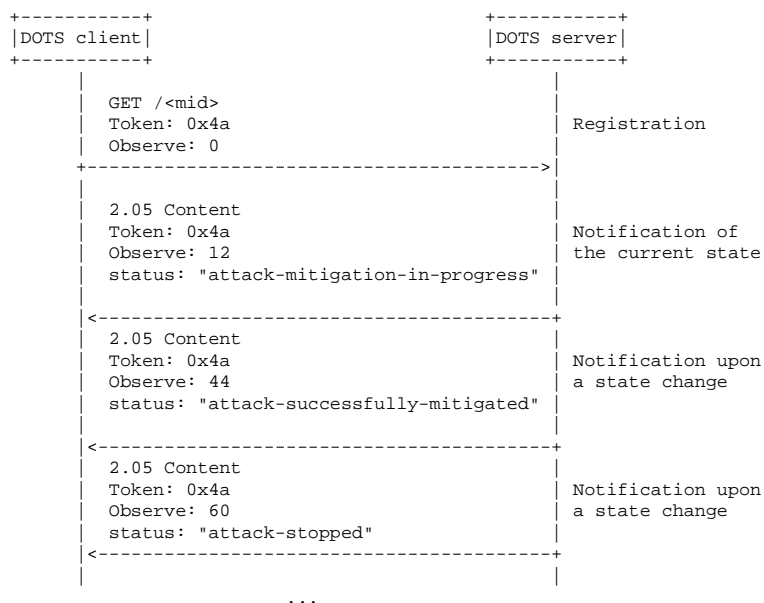 +-----------+                              +-----------+
|DOTS client|                              |DOTS server|
+-----------+                              +-----------+
GET /<mid>
Token: 0x4a                                Registration
Observe: 0
+----------------------------------------->
2.05 Content
Token: 0x4a                                Notification of
Observe: 12                                the current state
status: "attack-mitigation-in-progress"
<-----------------------------------------+
2.05 Content
Token: 0x4a                                Notification upon
Observe: 44                                a state change
status: "attack-successfully-mitigated"
<-----------------------------------------+
2.05 Content
Token: 0x4a                                Notification upon
Observe: 60                                a state change
status: "attack-stopped"
<-----------------------------------------+
...